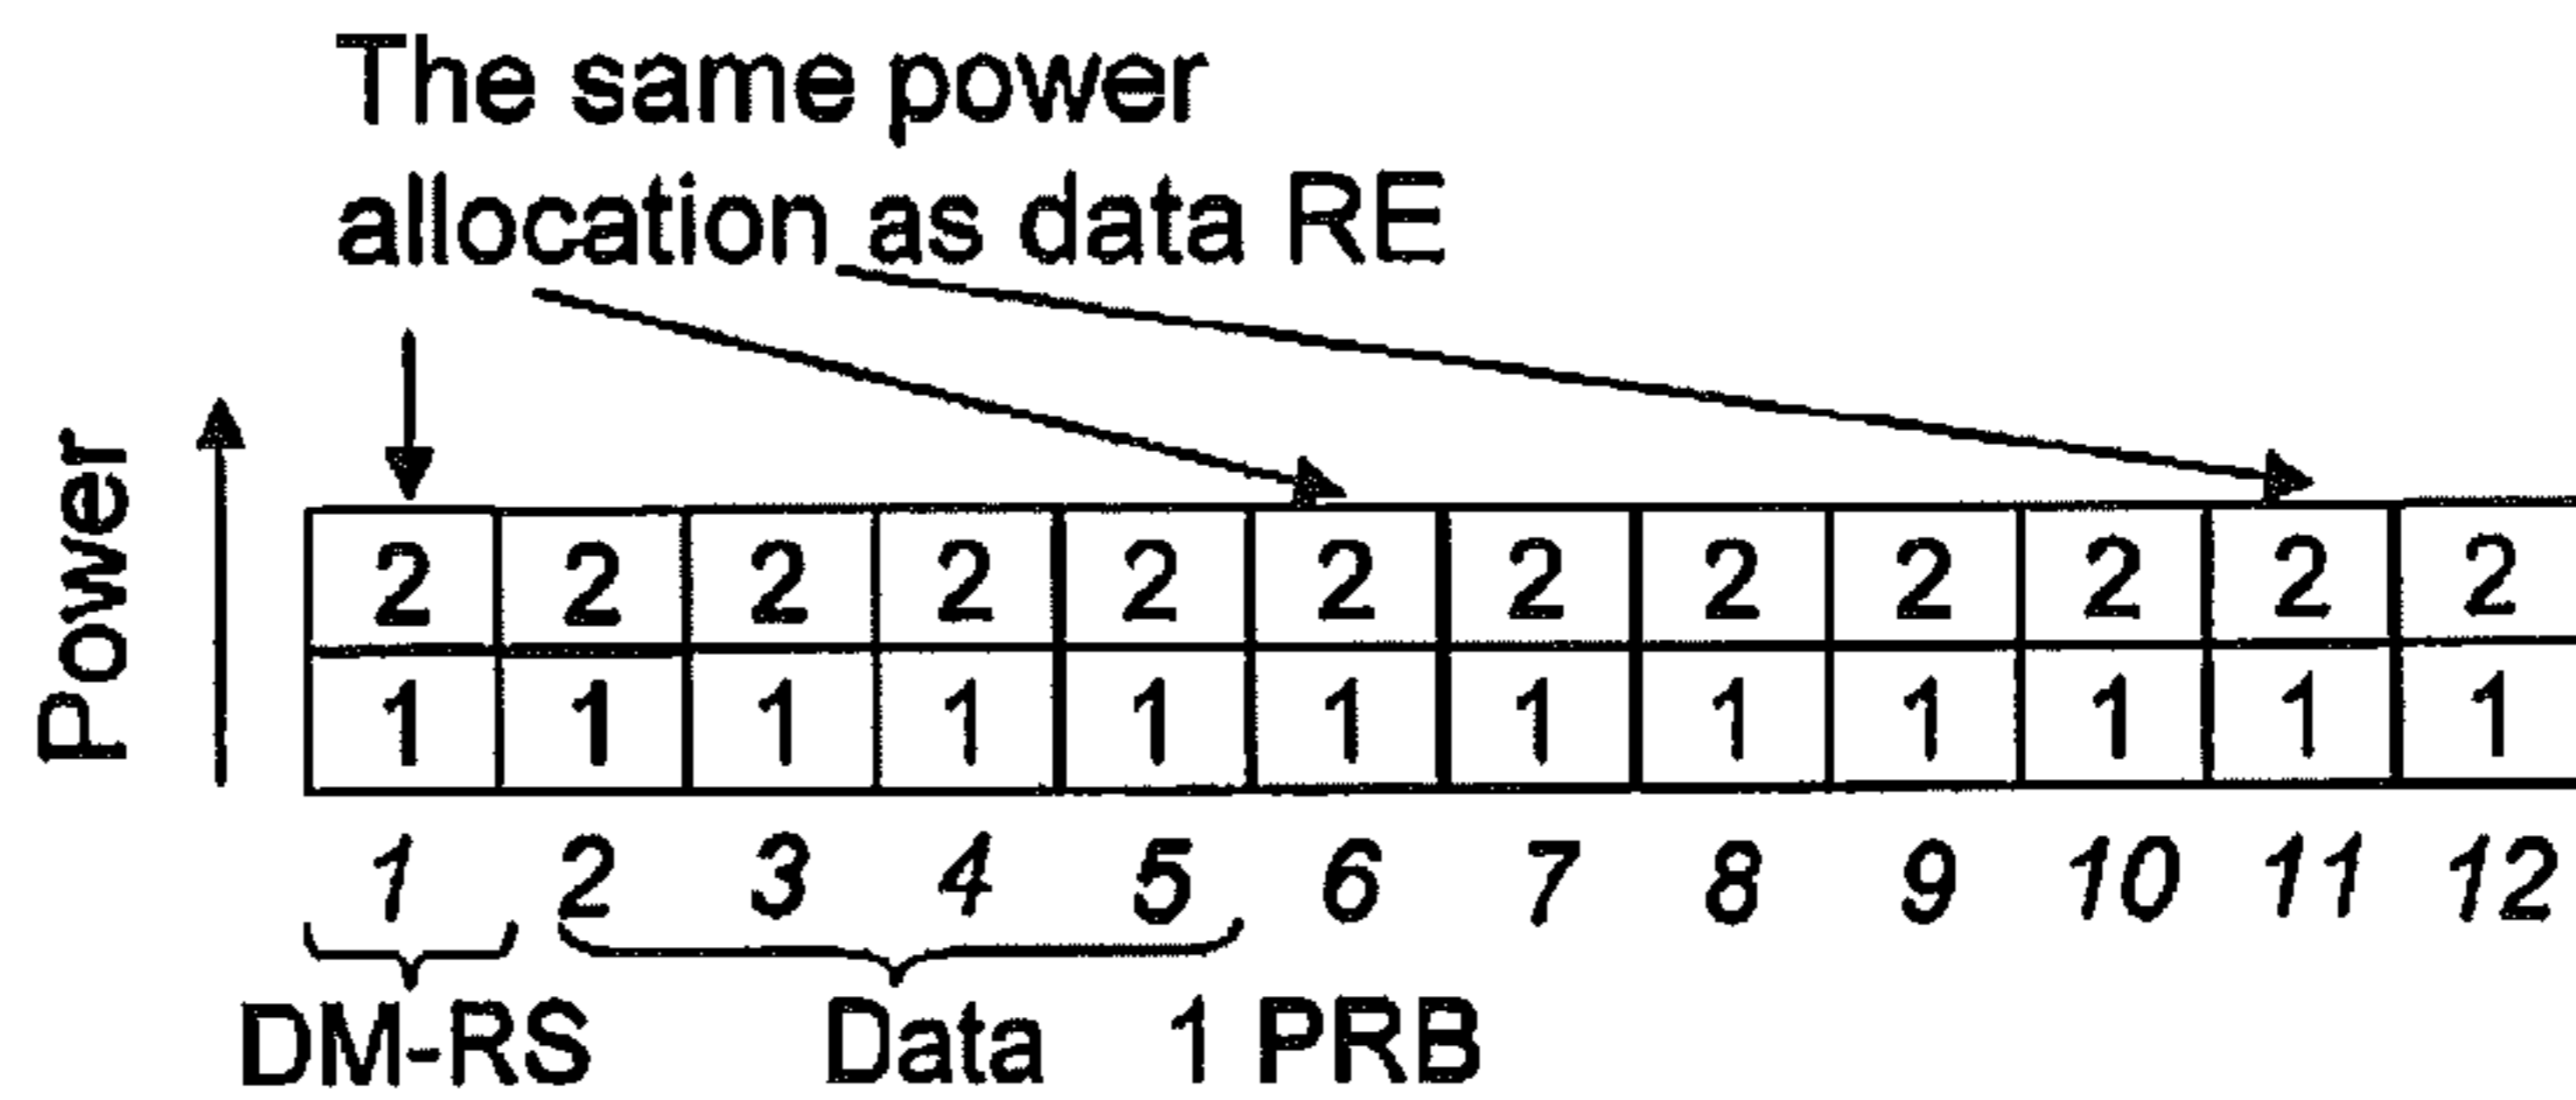 The same power
allocation as data RE
Power
2 2 2 2 2 2 2 2 2 2 2 2
1 1 1 1 1 1 1 1 1 1 1 1
1 2 3 4 5 6 7 8 9 10 11 12
DM-RS Data 1 PRB